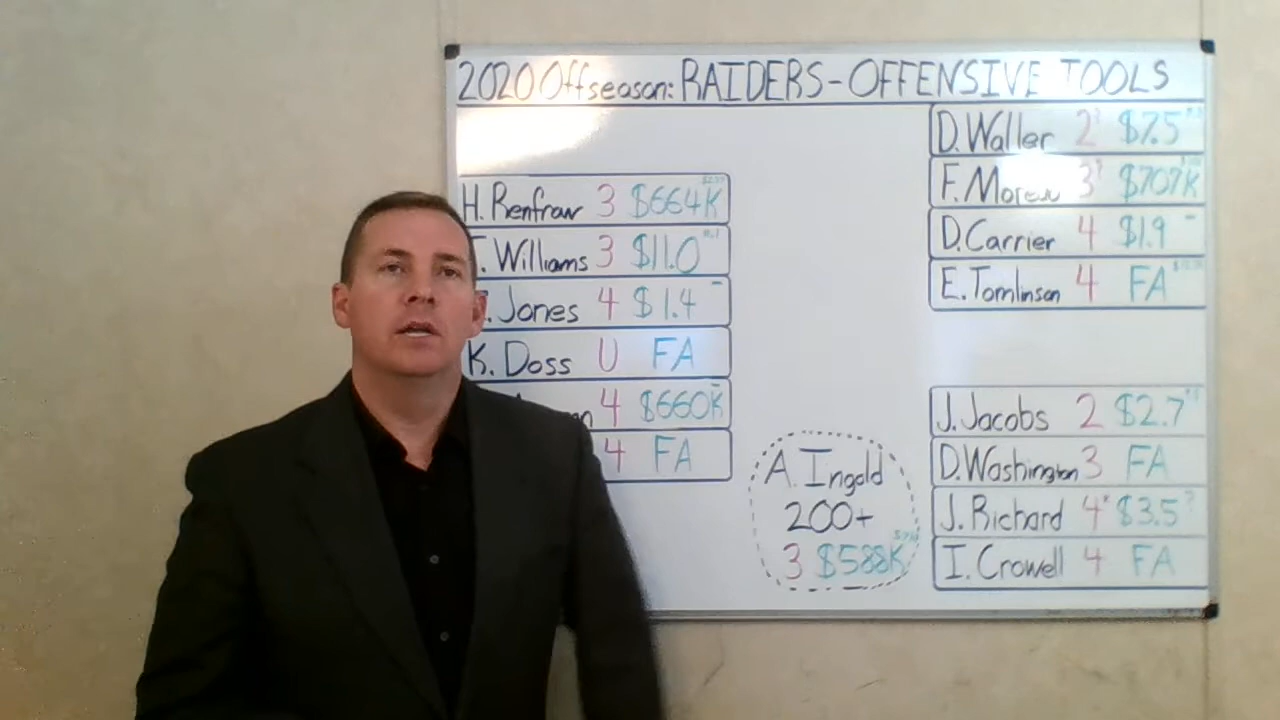 2020 Offseason: RAIDERS-OFFENSIVE TOOLS
H. Renfrow 3 $664K
. Williams 3 $11.0
. Jones 4 $1.4
K. Doss U FA
4 $660K
4 FA
A. Ingold
200+
3 $588K
D. Waller 2 $7.5
F. Moreau 3 $707K
D. Carrier 4 $1.9
E. Tomlinson 4 FA
J. Jacobs 2 $2.7
D. Washington 3 FA
J. Richard 4* $3.5
I. Crowell 4 FA